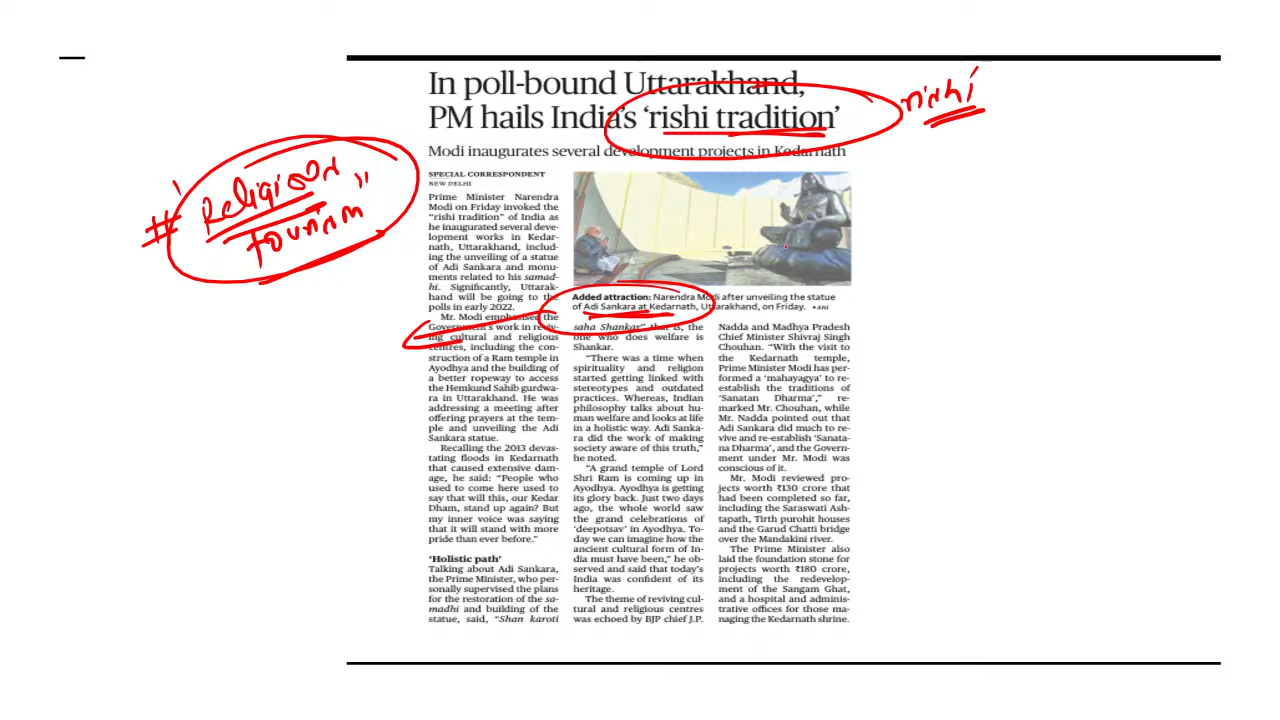 In poll-bound Uttarakhand,
PM hails India's 'rishi tradition'
Modi inaugurates several development projects in Kedarnath
rishi
# "Religion
Tourism"
SPECIAL CORRESPONDENT
NEW DELHI
Prime Minister Narendra
Modi on Friday invoked the
"rishi tradition" of India as
he inaugurated several deve-
lopment works in Kedar-
nath, Uttarakhand, includ-
ing the unveiling of a statue
of Adi Sankara and monu-
ments related to his samad-
hi. Significantly, Uttarak-
hand will be going to the
polls in early 2022.
Mr. Modi emphasised the
Government's work in reviv-
ing cultural and religious
centres, including the con-
struction of a Ram temple in
Ayodhya and the building of
a better ropeway to access
the Hemkund Sahib gurdwa-
ra in Uttarakhand. He was
addressing a meeting after
offering prayers at the tem-
ple and unveiling the Adi
Sankara statue.
Recalling the 2013 devas-
tating floods in Kedarnath
that caused extensive dam-
age, he said: "People who
used to come here used to
say that will this, our Kedar
Dham, stand up again? But
my inner voice was saying
that it will stand with more
pride than ever before."
'Holistic path'
Talking about Adi Sankara,
the Prime Minister, who per-
sonally supervised the plans
for the restoration of the sa-
madhi and building of the
statue, said, "Shan karoti
Added attraction: Narendra Modi after unveiling the statue
of Adi Sankara at Kedarnath, Uttarakhand, on Friday. • ANI
saha Shankar" that is, the
one who does welfare is
Shankar.
"There was a time when
spirituality and religion
started getting linked with
stereotypes and outdated
practices. Whereas, Indian
philosophy talks about hu-
man welfare and looks at life
in a holistic way. Adi Sanka-
ra did the work of making
society aware of this truth,"
he noted.
"A grand temple of Lord
Shri Ram is coming up in
Ayodhya. Ayodhya is getting
its glory back. Just two days
ago, the whole world saw
the grand celebrations of
'deepotsav' in Ayodhya. To-
day we can imagine how the
ancient cultural form of In-
dia must have been," he ob-
served and said that today's
India was confident of its
heritage.
The theme of reviving cul-
tural and religious centres
was echoed by BJP chief J.P.
Nadda and Madhya Pradesh
Chief Minister Shivraj Singh
Chouhan. "With the visit to
the Kedarnath temple,
Prime Minister Modi has per-
formed a 'mahayagya' to re-
establish the traditions of
'Sanatan Dharma'," re-
marked Mr. Chouhan, while
Mr. Nadda pointed out that
Adi Sankara did much to re-
vive and re-establish 'Sanata-
na Dharma', and the Govern-
ment under Mr. Modi was
conscious of it.
Mr. Modi reviewed pro-
jects worth ₹130 crore that
had been completed so far,
including the Saraswati Ash-
tapath, Tirth purohit houses
and the Garud Chatti bridge
over the Mandakini river.
The Prime Minister also
laid the foundation stone for
projects worth ₹180 crore,
including the redevelop-
ment of the Sangam Ghat,
and a hospital and adminis-
trative offices for those ma-
naging the Kedarnath shrine.